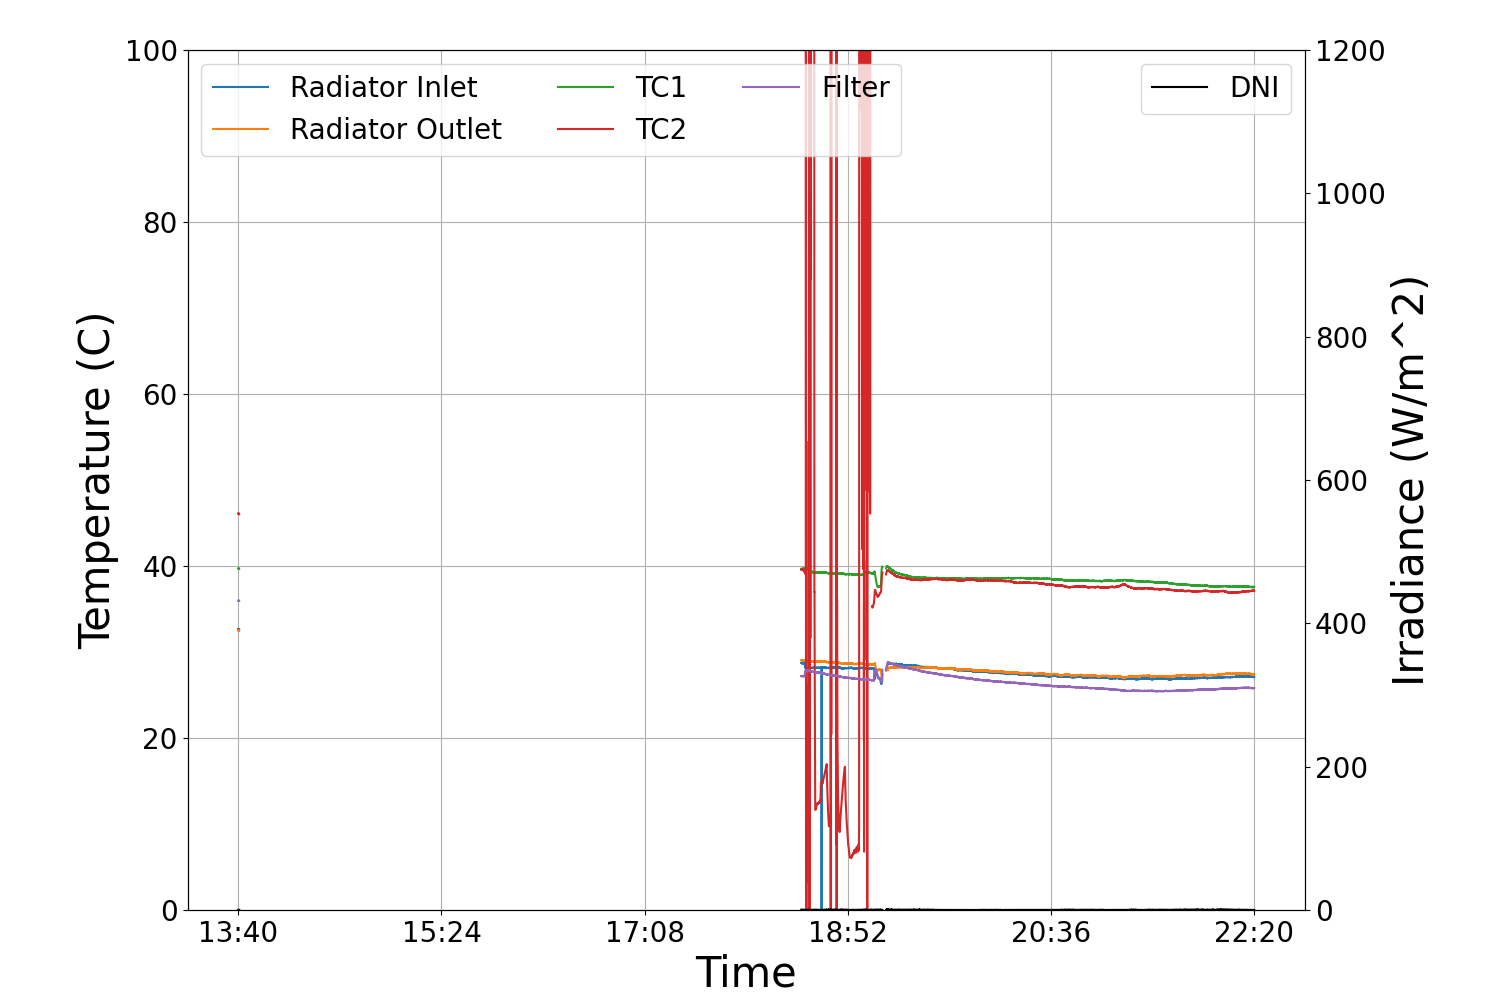 100
80
60
40
20
0
Temperature (C)
Radiator Inlet
Radiator Outlet
TC1
TC2
Filter
DNI
1200
1000
800
600
400
200
0
Irradiance (W/m^2)
13:40 15:24 17:08 18:52 20:36 22:20
Time